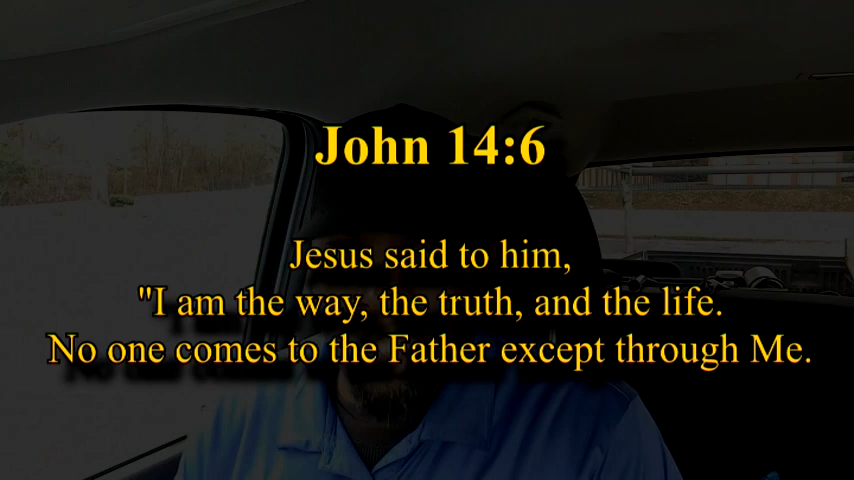 John 14:6
Jesus said to him,
"I am the way, the truth, and the life.
No one comes to the Father except through Me.